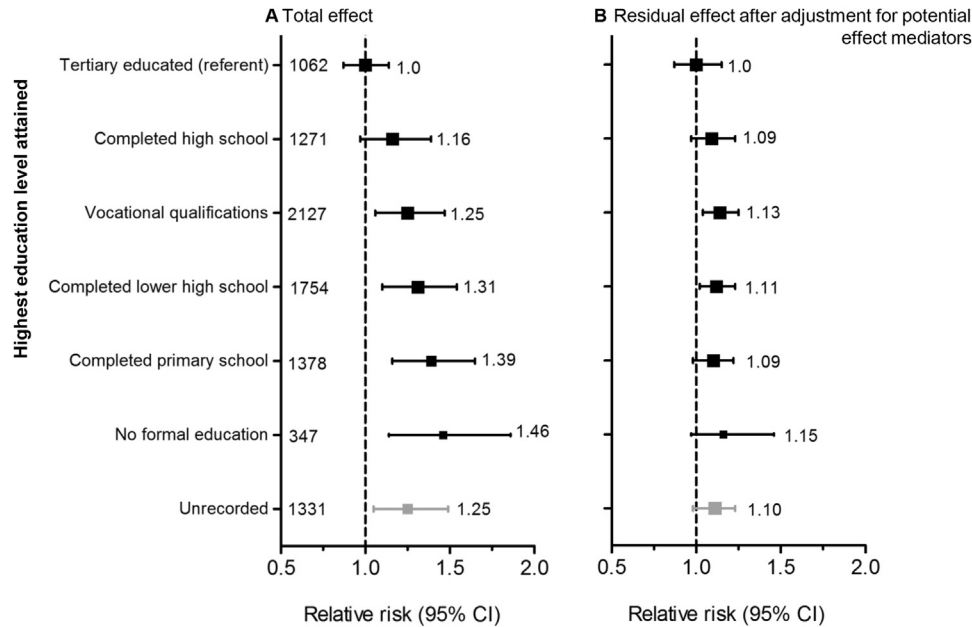 A Total effect
B Residual effect after adjustment for potential
effect mediators
Highest education level attained
Tertiary educated (referent) 1062 1.0 1.0
Completed high school 1271 1.16 1.09
Vocational qualifications 2127 1.25 1.13
Completed lower high school 1754 1.31 1.11
Completed primary school 1378 1.39 1.09
No formal education 347 1.46 1.15
Unrecorded 1331 1.25 1.10
0.5 1.0 1.5 2.0 0.5 1.0 1.5 2.0
Relative risk (95% CI) Relative risk (95% CI)